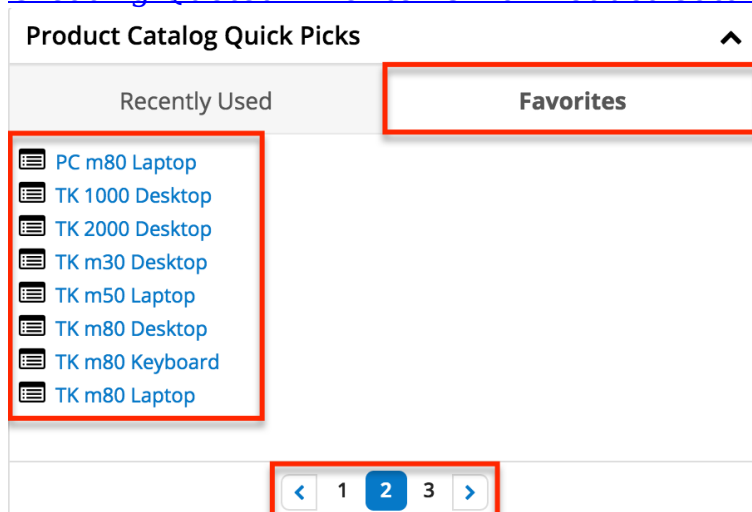 Product Catalog Quick Picks
Recently Used
Favorites
PC m80 Laptop
TK 1000 Desktop
TK 2000 Desktop
TK m30 Desktop
TK m50 Laptop
TK m80 Desktop
TK m80 Keyboard
TK m80 Laptop
1 2 3